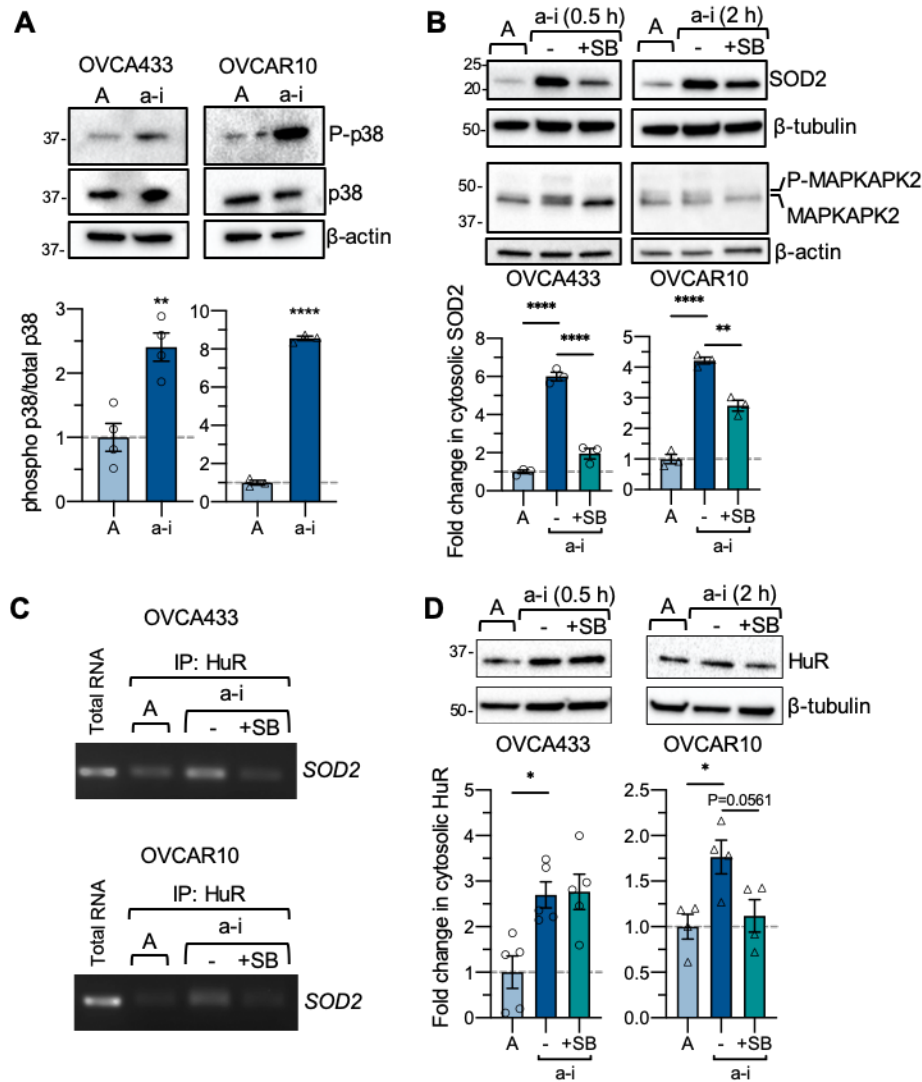 A
OVCA433 OVCAR10
A a-i A a-i
37- P-p38
37- p38
37- β-actin
phospho p38/total p38
3
2
1
0
**
A a-i
10
8
6
4
2
0
****
A a-i
B
A a-i (0.5 h) A a-i (2 h)
- +SB - +SB
25
20- SOD2
50- β-tubulin
50- P-MAPKAPK2
37- MAPKAPK2
β-actin
OVCA433 OVCAR10
Fold change in cytosolic SOD2
8
6
4
2
0
****
****
A - +SB
a-i
5
4
3
2
1
0
****
**
A - +SB
a-i
C
OVCA433
Total RNA
IP: HuR
a-i
A - +SB
SOD2
OVCAR10
Total RNA
IP: HuR
a-i
A - +SB
SOD2
D
A a-i (0.5 h) A a-i (2 h)
- +SB - +SB
37- HuR
50- β-tubulin
OVCA433 OVCAR10
Fold change in cytosolic HuR
5
4
3
2
1
0
*
A - +SB
a-i
2.5
2.0
1.5
1.0
0.5
0.0
*
P=0.0561
A - +SB
a-i